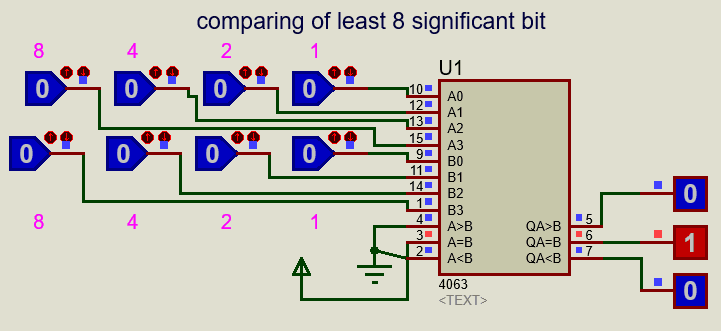 comparing of least 8 significant bit
8 4 2 1
U1
0 0 0 0
10 A0
12 A1
13 A2
15 A3
0 0 0 0
9 B0
11 B1
14 B2
1 B3
8 4 2 1
4 A>B QA>B 5 0
3 A=B QA=B 6 1
2 A<B QA<B 7 0
4063
<TEXT>